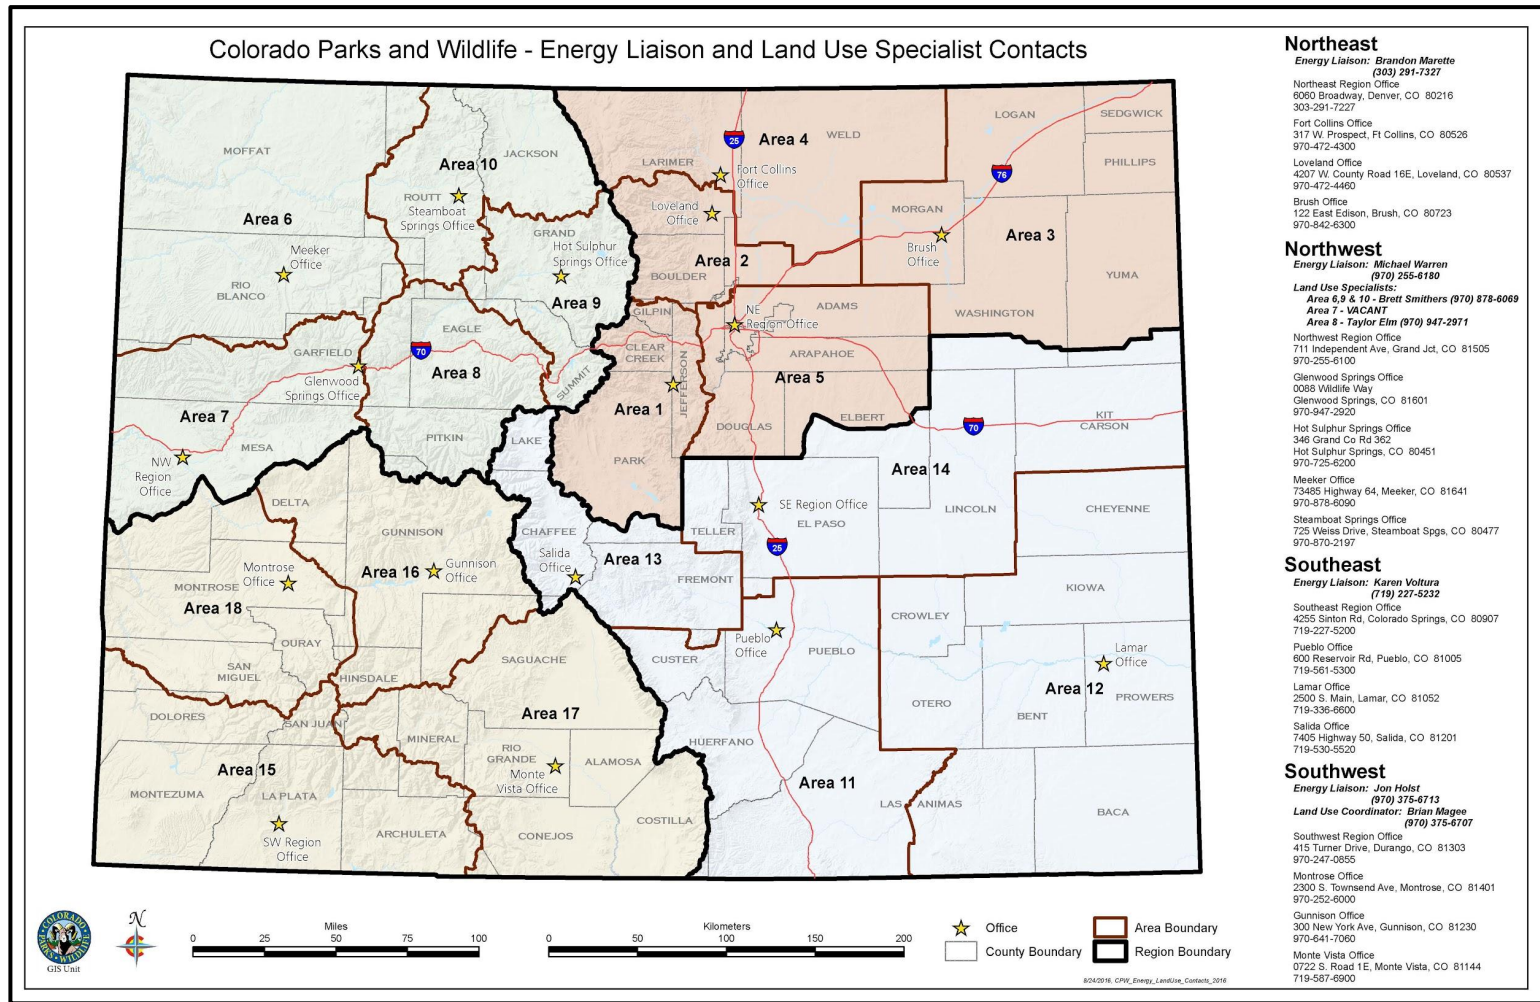 Colorado Parks and Wildlife - Energy Liaison and Land Use Specialist Contacts
MOFFAT
JACKSON
Area 10
ROUTT
Steamboat
Springs Office
Area 6
Meeker
Office
RIO
BLANCO
GRAND
Hot Sulphur
Springs Office
Area 9
EAGLE
GARFIELD
70
Glenwood
Springs Office
Area 8
SUMMIT
Area 7
MESA
PITKIN
NW
Region
Office
25
Area 4
WELD
LARIMER
Fort Collins
Office
Loveland
Office
Area 2
BOULDER
LOGAN
SEDGWICK
PHILLIPS
76
MORGAN
Brush
Office
Area 3
YUMA
WASHINGTON
GILPIN
CLEAR
CREEK
NE
Region Office
ADAMS
ARAPAHOE
JEFFERSON
Area 1
Area 5
DOUGLAS
ELBERT
PARK
LAKE
70
KIT
CARSON
Area 14
SE Region Office
EL PASO
LINCOLN
CHEYENNE
TELLER
25
CHAFFEE
Salida
Office
Area 13
FREMONT
DELTA
GUNNISON
Montrose
Office
MONTROSE
Area 16
Gunnison
Office
Area 18
OURAY
SAN
MIGUEL
HINSDALE
SAGUACHE
CUSTER
Pueblo
Office
PUEBLO
CROWLEY
KIOWA
Lamar
Office
Area 12
PROWERS
OTERO
BENT
DOLORES
SAN JUAN
MINERAL
Area 17
RIO
GRANDE
Monte
Vista Office
ALAMOSA
HUERFANO
Area 15
MONTEZUMA
LA PLATA
SW Region
Office
ARCHULETA
CONEJOS
COSTILLA
Area 11
LAS ANIMAS
BACA
Northeast
Energy Liaison: Brandon Marette
(303) 291-7327
Northeast Region Office
6060 Broadway, Denver, CO 80216
303-291-7227
Fort Collins Office
317 W. Prospect, Ft Collins, CO 80526
970-472-4300
Loveland Office
4207 W. County Road 16E, Loveland, CO 80537
970-472-4460
Brush Office
122 East Edison, Brush, CO 80723
970-842-6300
Northwest
Energy Liaison: Michael Warren
(970) 255-6180
Land Use Specialists:
Area 6,9 & 10 - Brett Smithers (970) 878-6069
Area 7 - VACANT
Area 8 - Taylor Elm (970) 947-2971
Northwest Region Office
711 Independent Ave, Grand Jct, CO 81505
970-255-6100
Glenwood Springs Office
0088 Wildlife Way
Glenwood Springs, CO 81601
970-947-2920
Hot Sulphur Springs Office
346 Grand Co Rd 362
Hot Sulphur Springs, CO 80451
970-725-6200
Meeker Office
73485 Highway 64, Meeker, CO 81641
970-878-6090
Steamboat Springs Office
725 Weiss Drive, Steamboat Spgs, CO 80477
970-870-2197
Southeast
Energy Liaison: Karen Voltura
(719) 227-5232
Southeast Region Office
4255 Sinton Rd, Colorado Springs, CO 80907
719-227-5200
Pueblo Office
600 Reservoir Rd, Pueblo, CO 81005
719-561-5300
Lamar Office
2500 S. Main, Lamar, CO 81052
719-336-6600
Salida Office
7405 Highway 50, Salida, CO 81201
719-530-5520
Southwest
Energy Liaison: Jon Holst
(970) 375-6713
Land Use Coordinator: Brian Magee
(970) 375-6707
Southwest Region Office
415 Turner Drive, Durango, CO 81303
970-247-0855
Montrose Office
2300 S. Townsend Ave, Montrose, CO 81401
970-252-6000
Gunnison Office
300 New York Ave, Gunnison, CO 81230
970-641-7060
Monte Vista Office
0722 S. Road 1E, Monte Vista, CO 81144
719-587-6900
COLORADO
PARKS & WILDLIFE
GIS Unit
N
Miles
0 25 50 75 100
Kilometers
0 50 100 150 200
Office
County Boundary
Area Boundary
Region Boundary
8/24/2016, CPW_Energy_LandUse_Contacts_2016